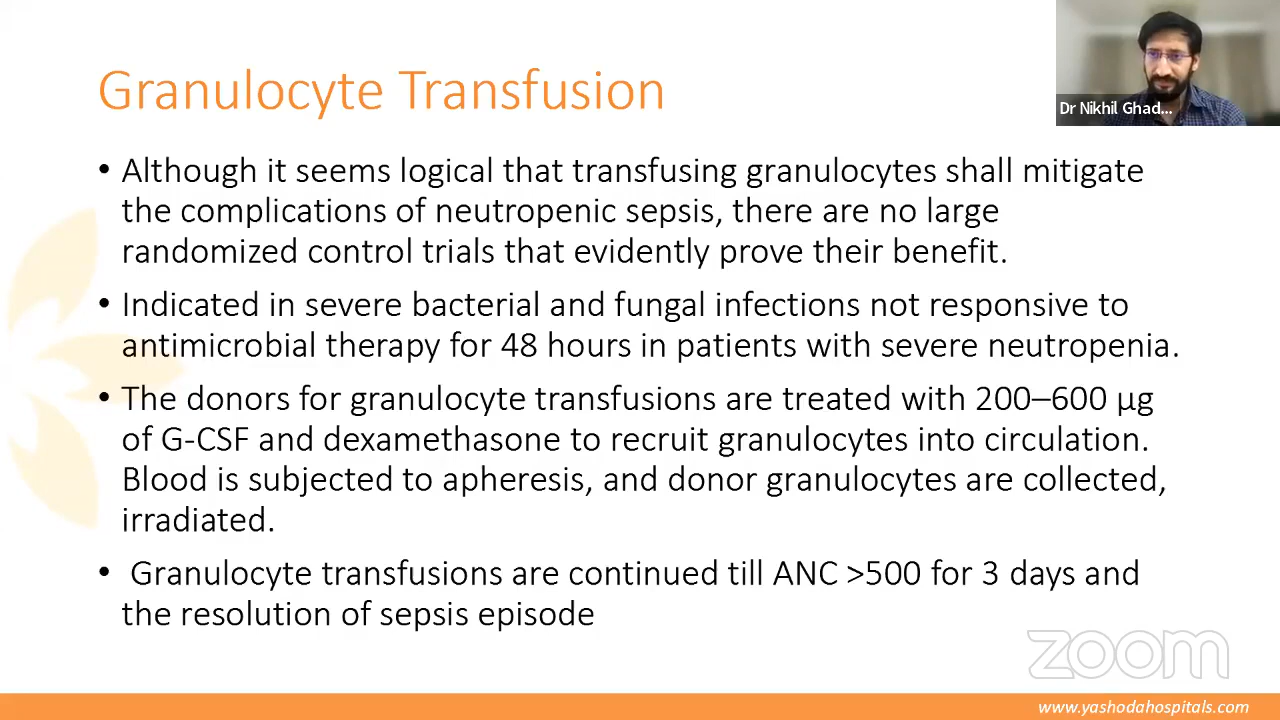 Granulocyte Transfusion
Dr Nikhil Ghad...
• Although it seems logical that transfusing granulocytes shall mitigate
the complications of neutropenic sepsis, there are no large
randomized control trials that evidently prove their benefit.
• Indicated in severe bacterial and fungal infections not responsive to
antimicrobial therapy for 48 hours in patients with severe neutropenia.
• The donors for granulocyte transfusions are treated with 200–600 μg
of G-CSF and dexamethasone to recruit granulocytes into circulation.
Blood is subjected to apheresis, and donor granulocytes are collected,
irradiated.
• Granulocyte transfusions are continued till ANC >500 for 3 days and
the resolution of sepsis episode
zoom
www.yashodahospitals.com